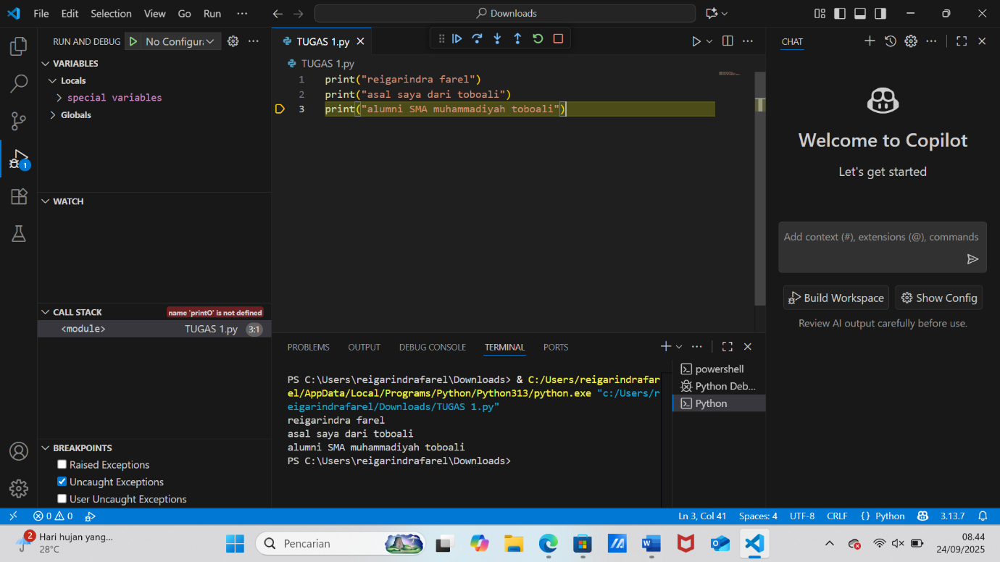 File Edit Selection View Go Run ···
Downloads
RUN AND DEBUG No Configur
VARIABLES
Locals
special variables
Globals
WATCH
CALL STACK name 'printO' is not defined
<module> TUGAS 1.py 3:1
BREAKPOINTS
Raised Exceptions
Uncaught Exceptions
User Uncaught Exceptions
TUGAS 1.py
TUGAS 1.py
1 print("reigarindra farel")
2 print("asal saya dari toboali")
3 print("alumni SMA muhammadiyah toboali")
PROBLEMS OUTPUT DEBUG CONSOLE TERMINAL PORTS
PS C:\Users\reigarindrafarel\Downloads> & C:/Users/reigarindrafar
el/AppData/Local/Programs/Python/Python313/python.exe "c:/Users/r
eigarindrafarel/Downloads/TUGAS 1.py"
reigarindra farel
asal saya dari toboali
alumni SMA muhammadiyah toboali
PS C:\Users\reigarindrafarel\Downloads>
powershell
Python Deb...
Python
CHAT
Welcome to Copilot
Let's get started
Add context (#), extensions (@), commands
Build Workspace Show Config
Review AI output carefully before use.
1
0 0
Ln 3, Col 41 Spaces: 4 UTF-8 CRLF {} Python 3.13.7
2
Hari hujan yang...
28°C
Pencarian
08.44
24/09/2025